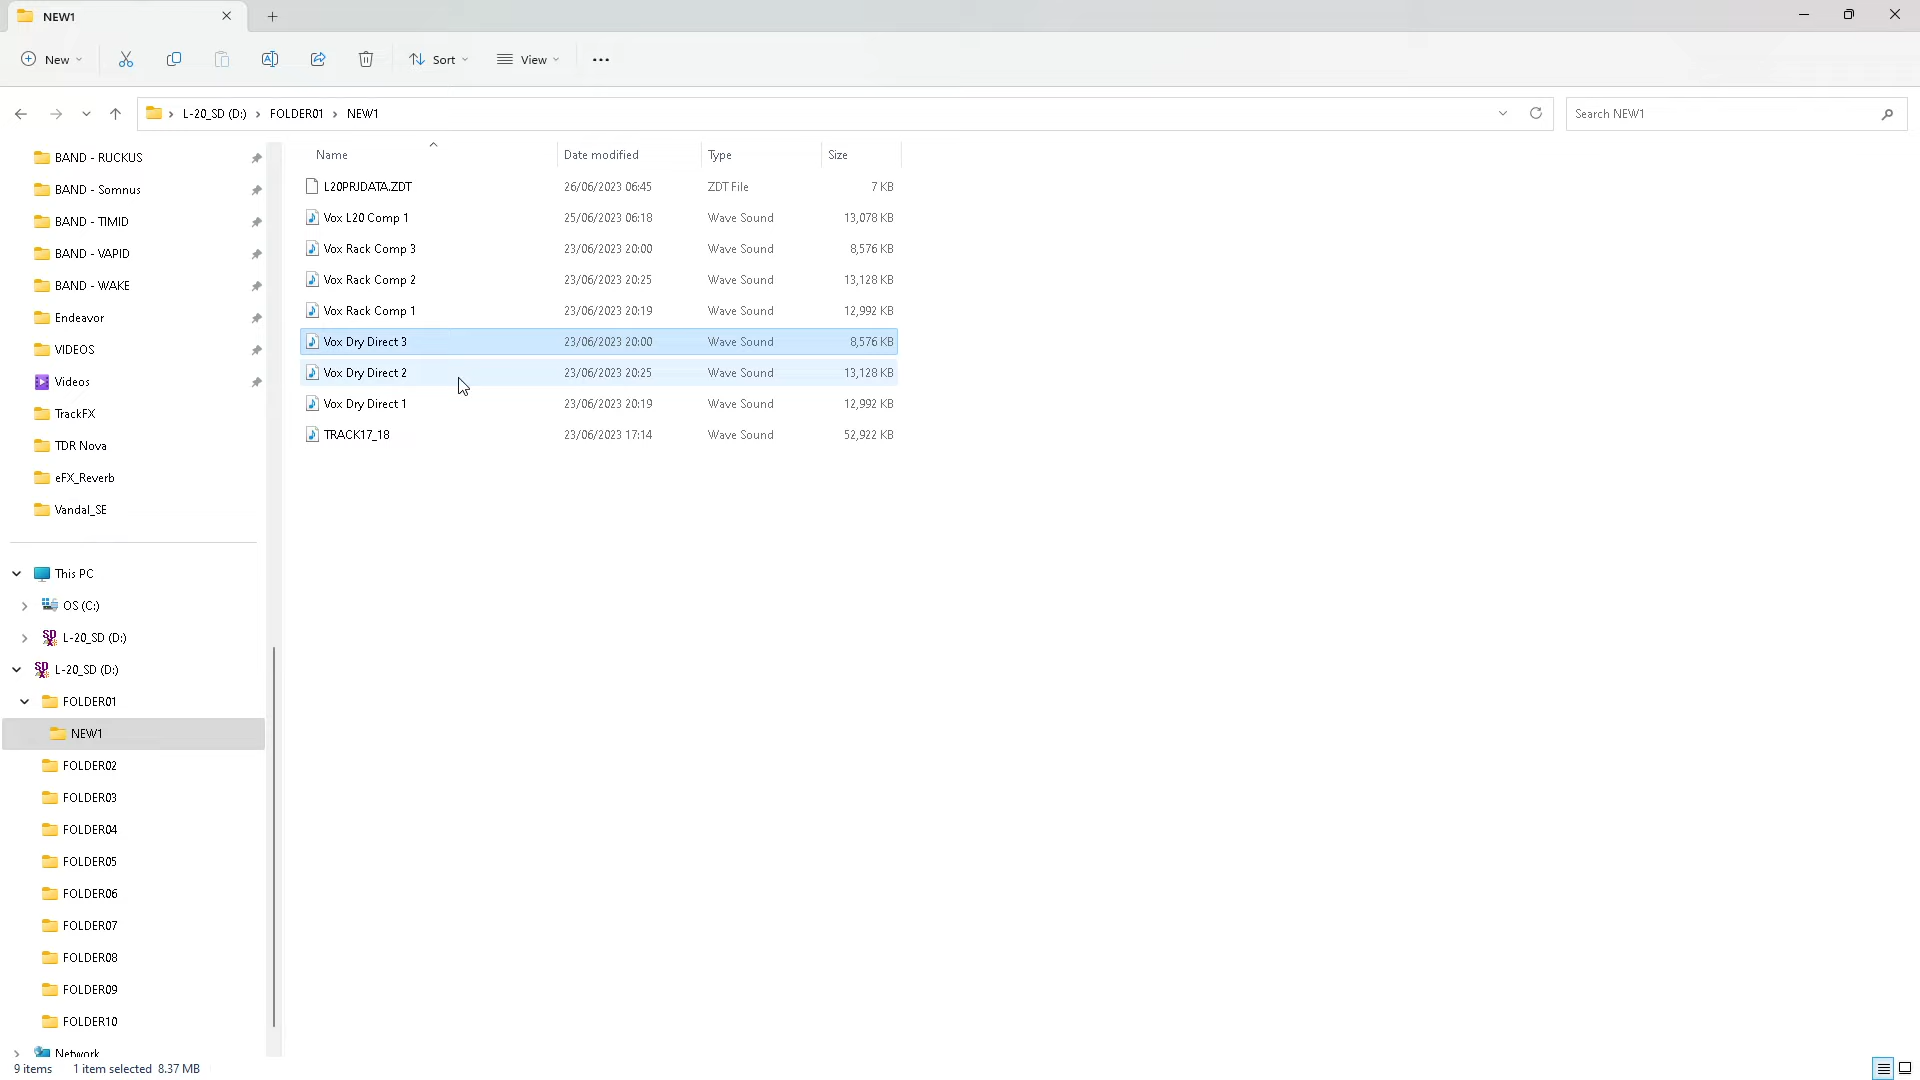 NEW1
New
Sort
View
L-20_SD (D:) > FOLDER01 > NEW1
Search NEW1
BAND - RUCKUS
BAND - Somnus
BAND - TIMID
BAND - VAPID
BAND - WAKE
Endeavor
VIDEOS
Videos
TrackFX
TDR Nova
eFX_Reverb
Vandal_SE
This PC
OS (C:)
L-20_SD (D:)
L-20_SD (D:)
FOLDER01
NEW1
FOLDER02
FOLDER03
FOLDER04
FOLDER05
FOLDER06
FOLDER07
FOLDER08
FOLDER09
FOLDER10
Network
Name Date modified Type Size
L20PRJDATA.ZDT 26/06/2023 06:45 ZDT File 7 KB
Vox L20 Comp 1 25/06/2023 06:18 Wave Sound 13,078 KB
Vox Rack Comp 3 23/06/2023 20:00 Wave Sound 8,576 KB
Vox Rack Comp 2 23/06/2023 20:25 Wave Sound 13,128 KB
Vox Rack Comp 1 23/06/2023 20:19 Wave Sound 12,992 KB
Vox Dry Direct 3 23/06/2023 20:00 Wave Sound 8,576 KB
Vox Dry Direct 2 23/06/2023 20:25 Wave Sound 13,128 KB
Vox Dry Direct 1 23/06/2023 20:19 Wave Sound 12,992 KB
TRACK17_18 23/06/2023 17:14 Wave Sound 52,922 KB
9 items 1 item selected 8.37 MB